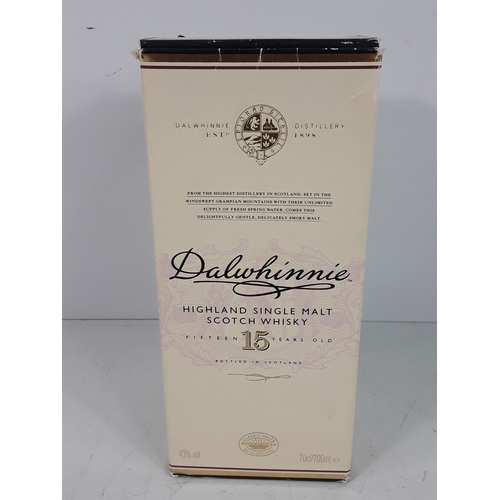 DALWHINNIE DISTILLERY
ESTD 1898
FROM THE HIGHEST DISTILLERY IN SCOTLAND, SET IN THE
WINDSWEPT GRAMPIAN MOUNTAINS WITH THEIR UNLIMITED
SUPPLY OF FRESH SPRING WATER, COMES THIS
DELIGHTFULLY GENTLE, DELICATELY SMOKY MALT.
Dalwhinnie™
HIGHLAND SINGLE MALT
SCOTCH WHISKY
FIFTEEN 15 YEARS OLD
BOTTLED IN SCOTLAND
43% vol 70cl/700ml e